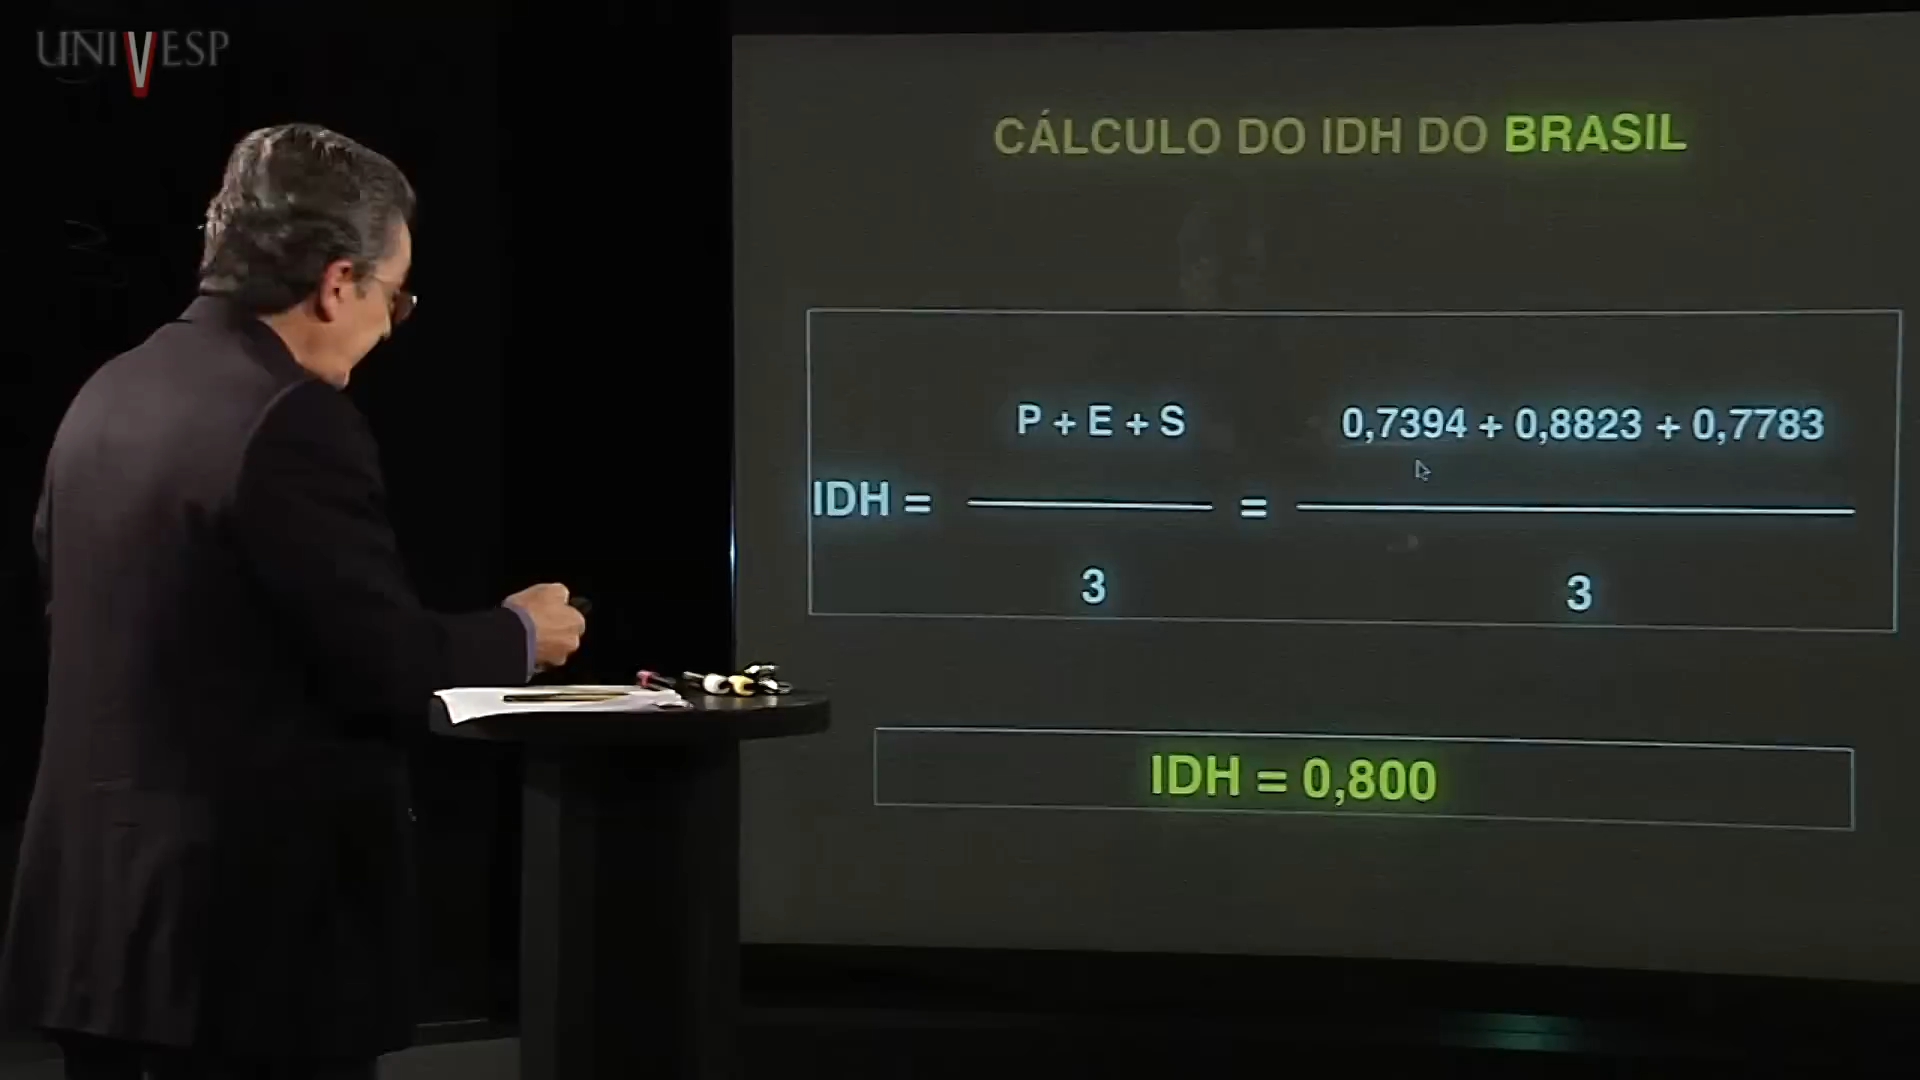 UNIVESP
CÁLCULO DO IDH DO BRASIL
P + E + S
0,7394 + 0,8823 + 0,7783
IDH =
=
3
3
IDH = 0,800